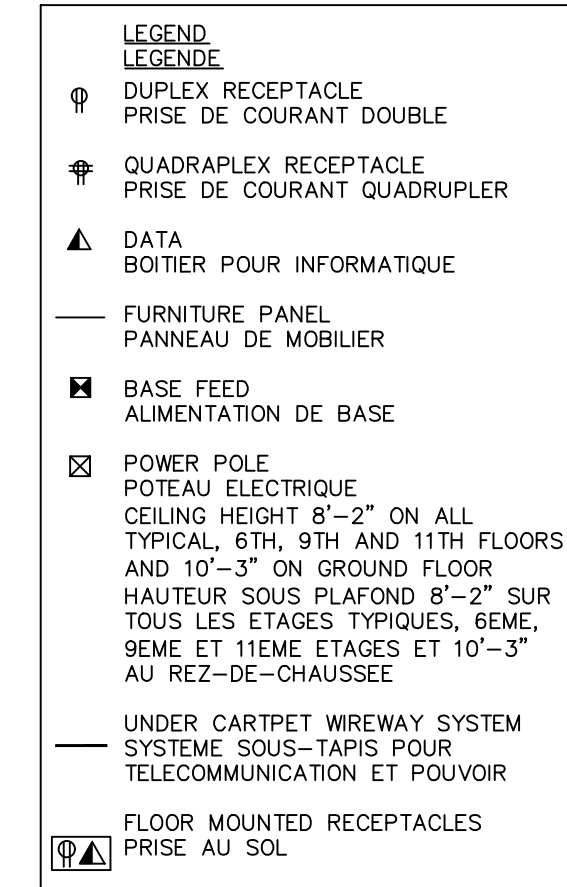 LEGEND
LEGENDE
DUPLEX RECEPTACLE
PRISE DE COURANT DOUBLE
QUADRAPLEX RECEPTACLE
PRISE DE COURANT QUADRUPLER
DATA
BOITIER POUR INFORMATIQUE
FURNITURE PANEL
PANNEAU DE MOBILIER
BASE FEED
ALIMENTATION DE BASE
POWER POLE
POTEAU ELECTRIQUE
CEILING HEIGHT 8'-2" ON ALL
TYPICAL, 6TH, 9TH AND 11TH FLOORS
AND 10'-3" ON GROUND FLOOR
HAUTEUR SOUS PLAFOND 8'-2" SUR
TOUS LES ETAGES TYPIQUES, 6EME,
9EME ET 11EME ETAGES ET 10'-3"
AU REZ-DE-CHAUSSEE
UNDER CARTPET WIREWAY SYSTEM
SYSTEME SOUS-TAPIS POUR
TELECOMMUNICATION ET POUVOIR
FLOOR MOUNTED RECEPTACLES
PRISE AU SOL